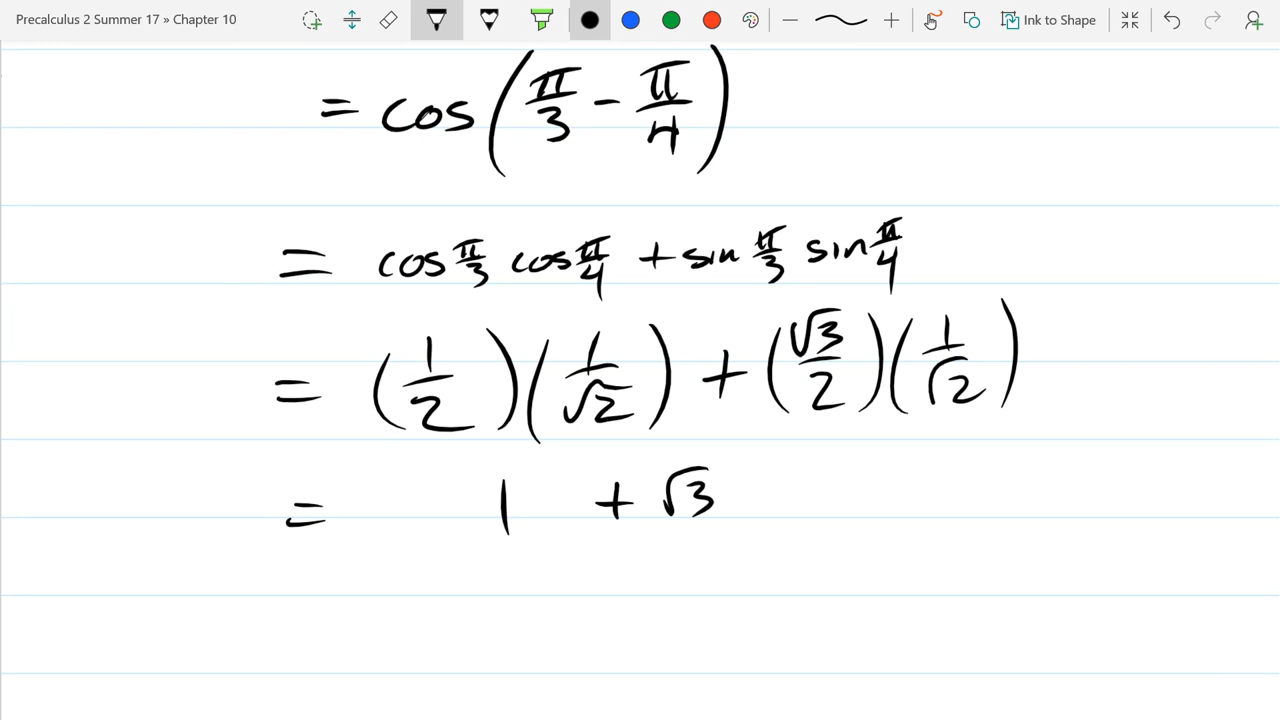 Precalculus 2 Summer 17 » Chapter 10
Ink to Shape
= cos(π/3 − π/4)
= cos π/3 cos π/4 + sin π/3 sin π/4
= (1/2)(1/√2) + (√3/2)(1/√2)
= 1 + √3